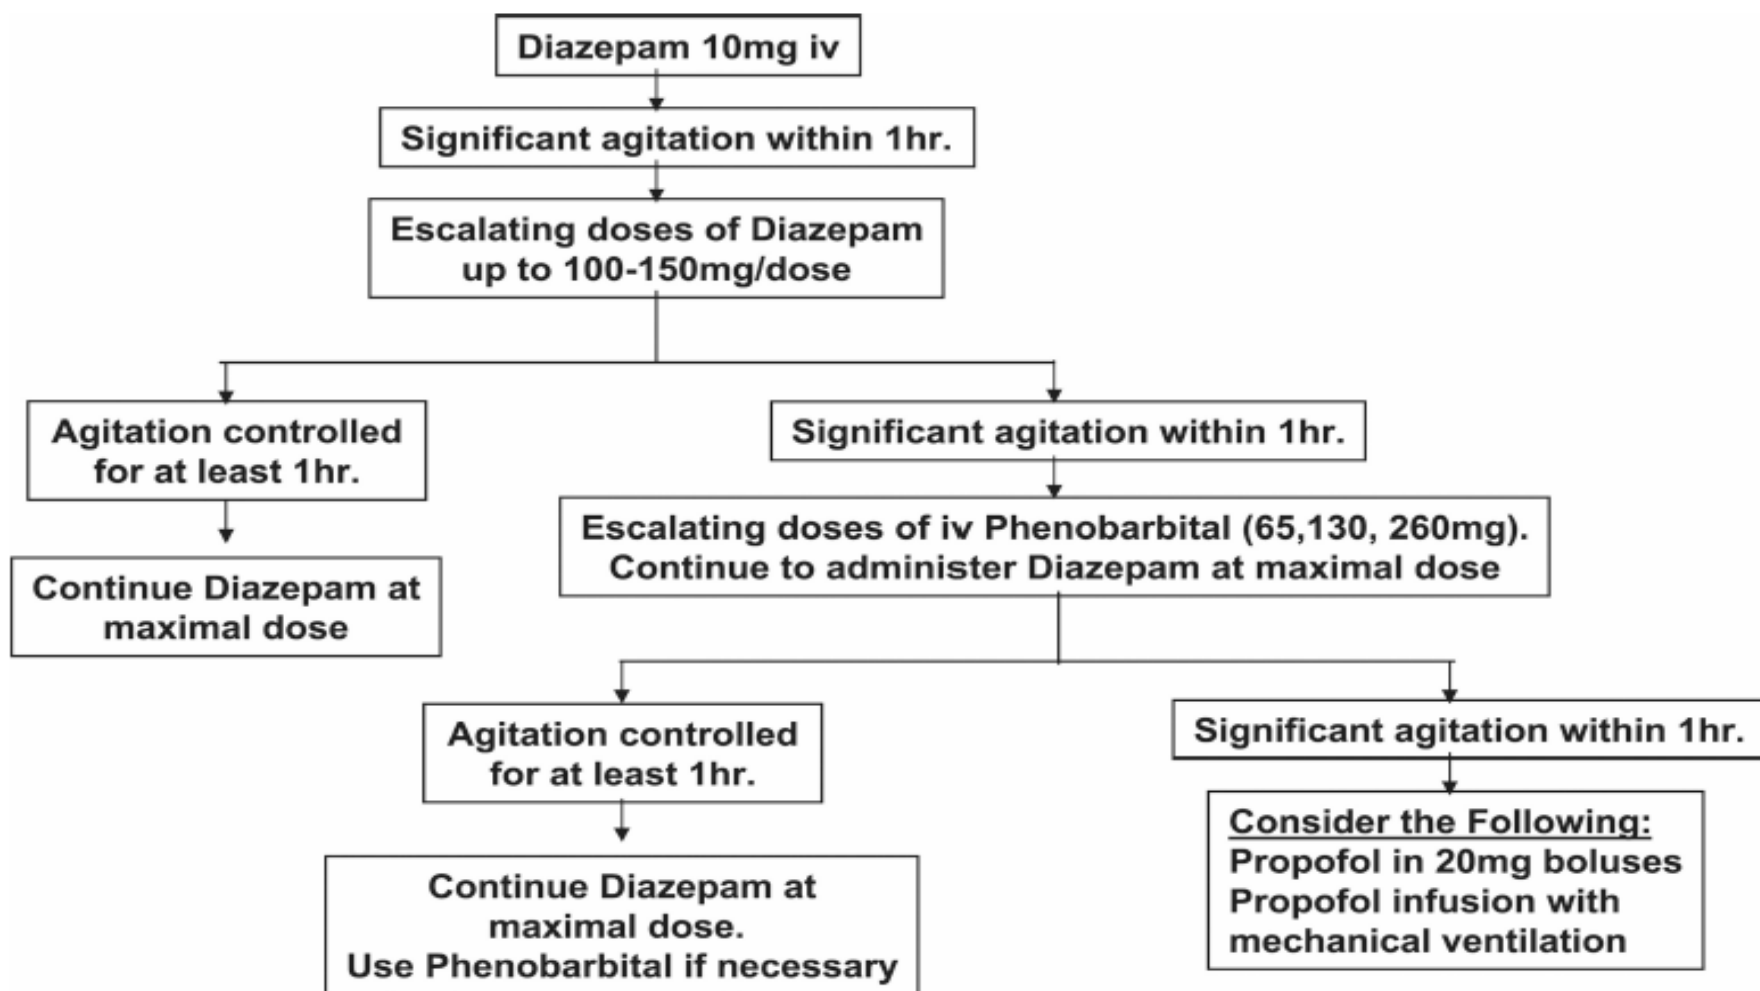 Diazepam 10mg iv
Significant agitation within 1hr.
Escalating doses of Diazepam
up to 100-150mg/dose
Agitation controlled
for at least 1hr.
Continue Diazepam at
maximal dose
Significant agitation within 1hr.
Escalating doses of iv Phenobarbital (65,130, 260mg).
Continue to administer Diazepam at maximal dose
Agitation controlled
for at least 1hr.
Continue Diazepam at
maximal dose.
Use Phenobarbital if necessary
Significant agitation within 1hr.
Consider the Following:
Propofol in 20mg boluses
Propofol infusion with
mechanical ventilation